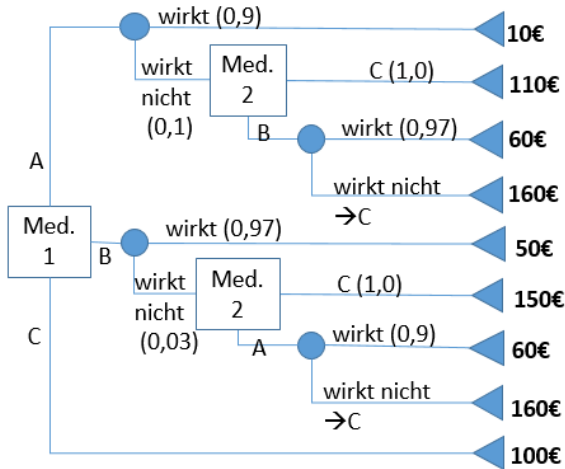 wirkt (0,9)
10€
wirkt
nicht
(0,1)
Med.
2
C (1,0)
110€
B
wirkt (0,97)
60€
A
wirkt nicht
→C
160€
Med.
1
B
wirkt (0,97)
50€
wirkt
nicht
(0,03)
Med.
2
C (1,0)
150€
A
wirkt (0,9)
60€
C
wirkt nicht
→C
160€
100€